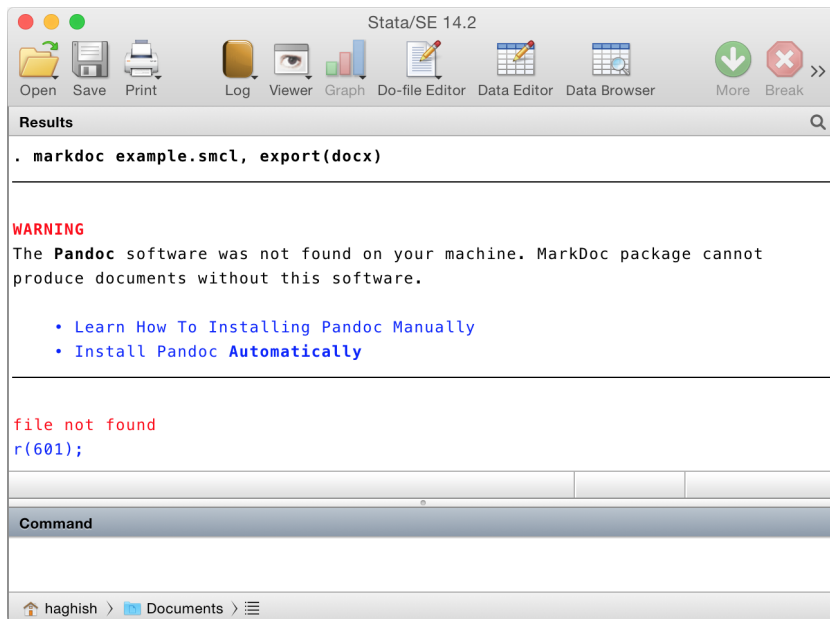 Stata/SE 14.2
Open Save Print Log Viewer Graph Do-file Editor Data Editor Data Browser More Break
Results
. markdoc example.smcl, export(docx)
WARNING
The Pandoc software was not found on your machine. MarkDoc package cannot
produce documents without this software.
• Learn How To Installing Pandoc Manually
• Install Pandoc Automatically
file not found
r(601);
Command
haghish 〉 Documents 〉